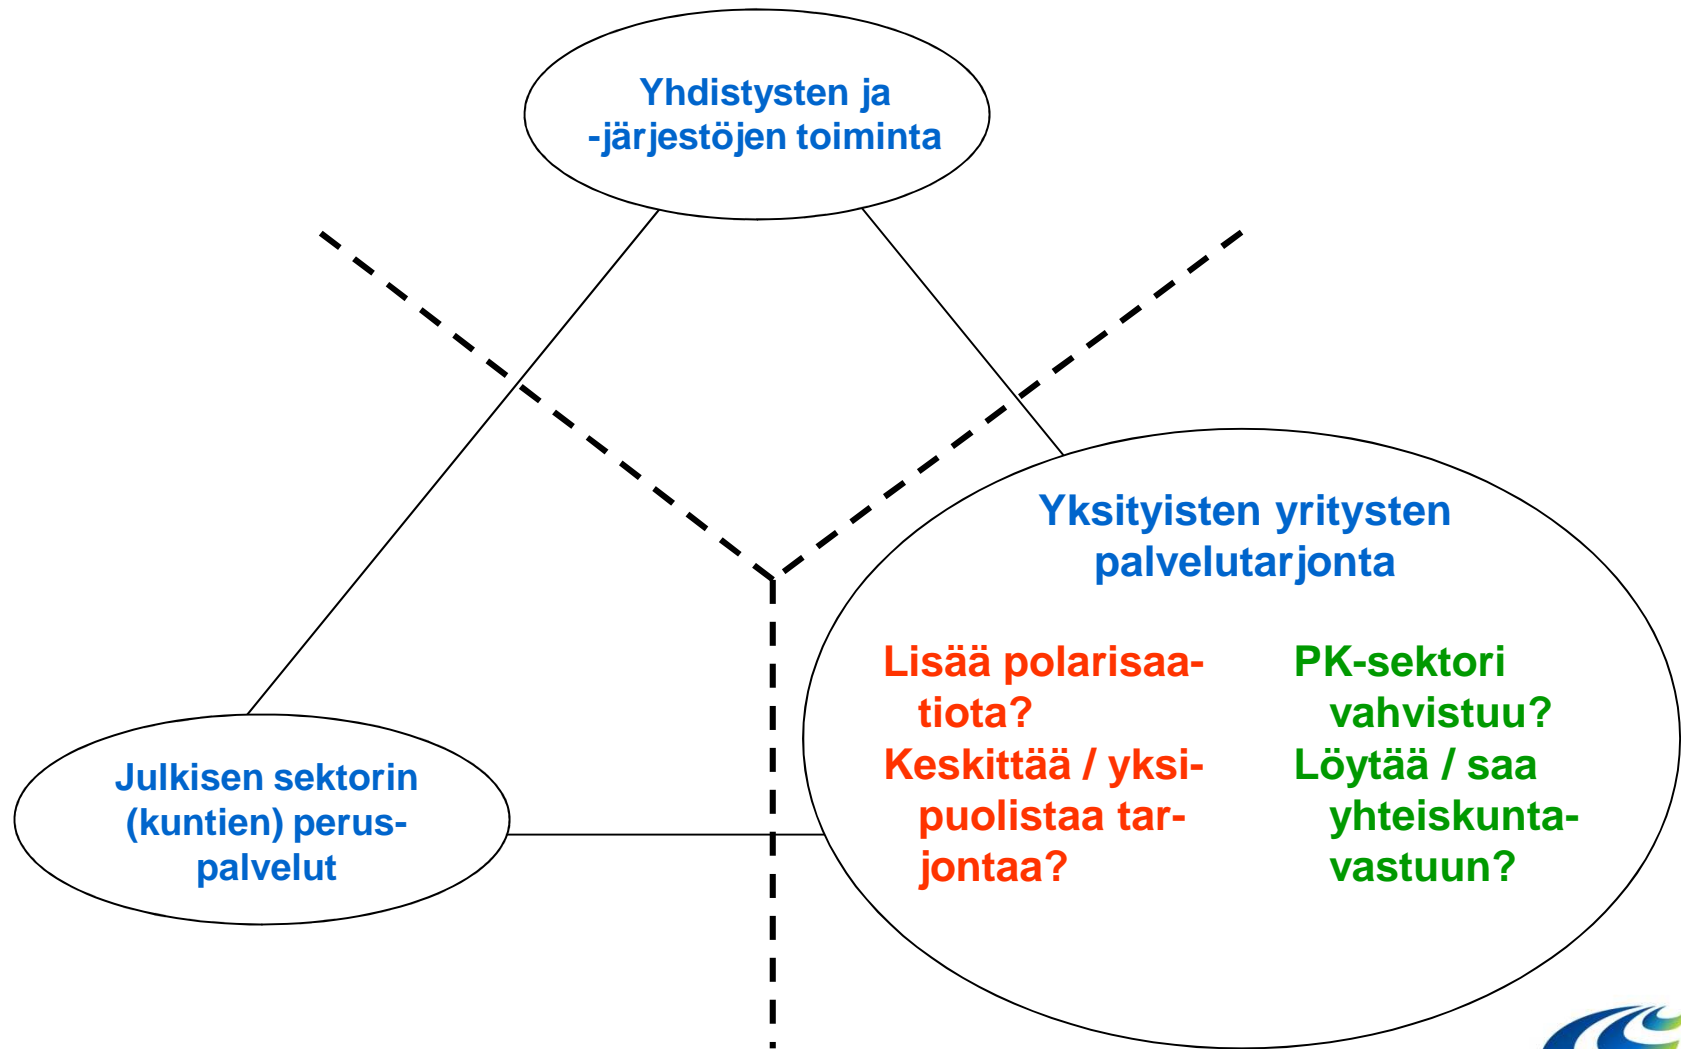 Yhdistysten ja
-järjestöjen toiminta
Yksityisten yritysten
palvelutarjonta
Lisää polarisaa-
tiota?
Keskittää / yksi-
puolistaa tar-
jontaa?
PK-sektori
vahvistuu?
Löytää / saa
yhteiskunta-
vastuun?
Julkisen sektorin
(kuntien) perus-
palvelut